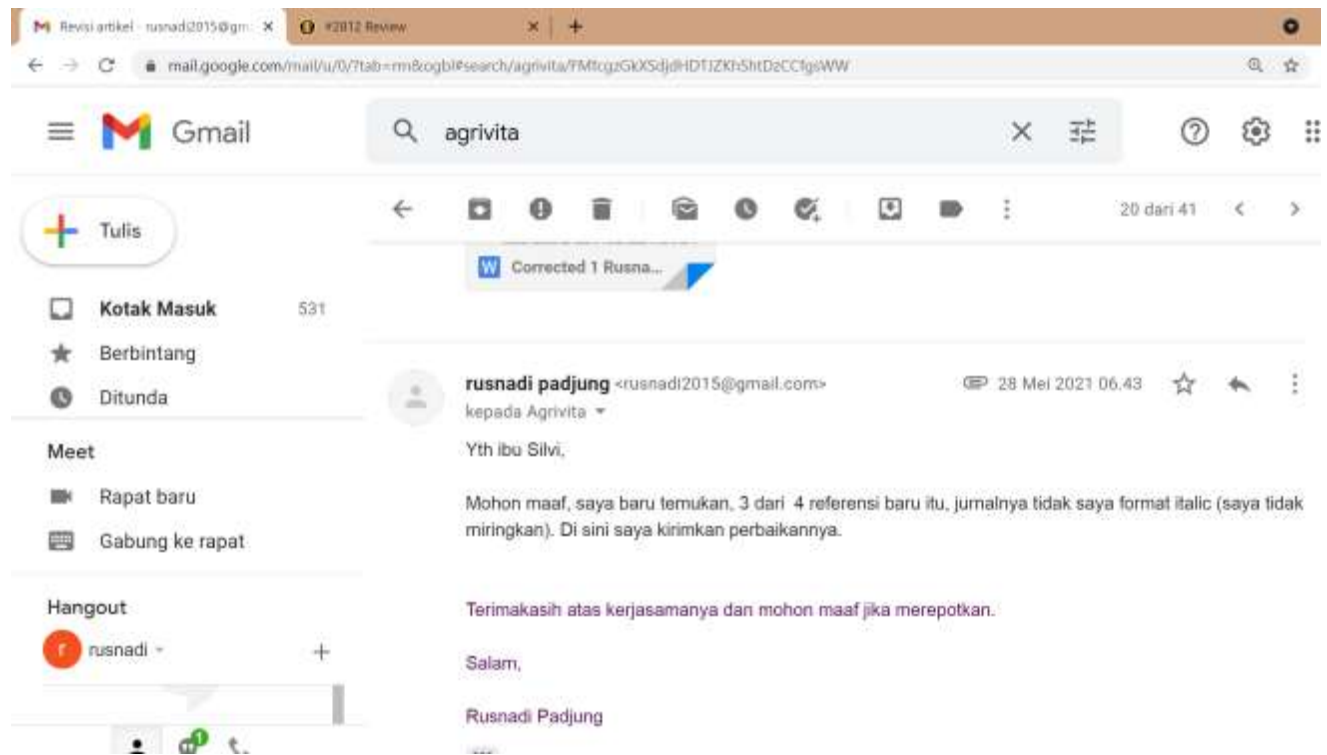 Revisi artikel - rusnadi2015@gm
#2812 Review
mail.google.com/mail/u/0/?tab=rm&ogbl#search/agrivita/
Gmail
agrivita
Tulis
20 dari 41
Corrected 1 Rusna...
Kotak Masuk 531
Berbintang
Ditunda
rusnadi padjung <rusnadi2015@gmail.com> 28 Mei 2021 06.43
kepada Agrivita
Meet
Yth ibu Silvi,
Rapat baru
Mohon maaf, saya baru temukan, 3 dari 4 referensi baru itu, jurnalnya tidak saya format italic (saya tidak
miringkan). Di sini saya kirimkan perbaikannya.
Gabung ke rapat
Hangout
Terimakasih atas kerjasamanya dan mohon maaf jika merepotkan.
r
rusnadi
Salam,
Rusnadi Padjung
1